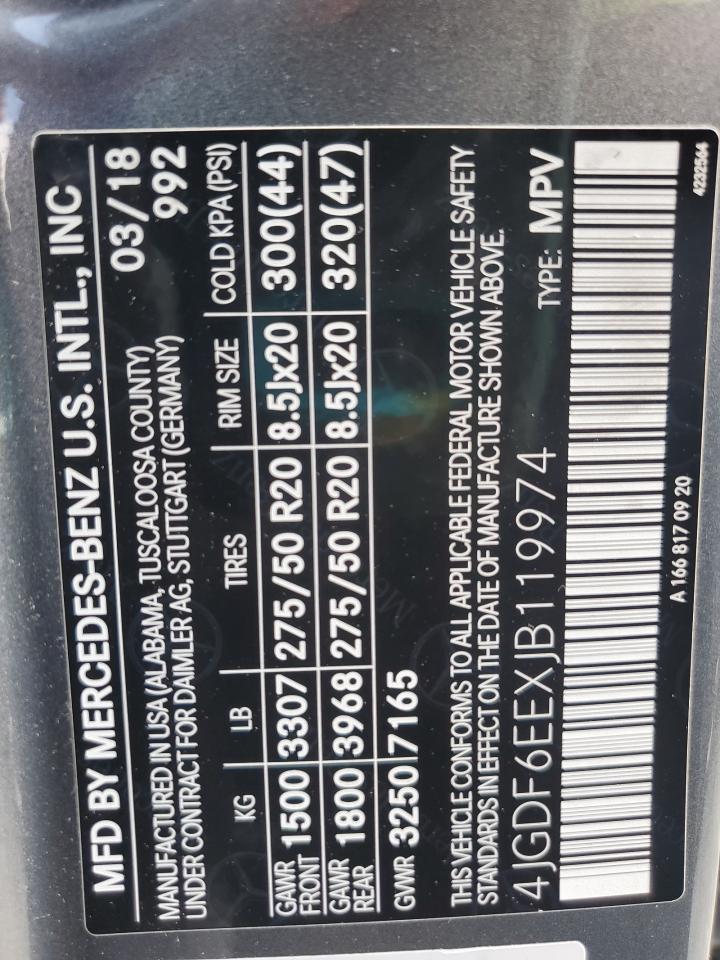 MFD BY MERCEDES-BENZ U.S. INTL., INC
MANUFACTURED IN USA (ALABAMA, TUSCALOOSA COUNTY) 03/18
UNDER CONTRACT FOR DAIMLER AG, STUTTGART (GERMANY) 992
KG LB TIRES RIM SIZE COLD KPA (PSI)
GAWR FRONT 1500 3307 275/50 R20 8.5Jx20 300(44)
GAWR REAR 1800 3968 275/50 R20 8.5Jx20 320(47)
GVWR 3250 7165
THIS VEHICLE CONFORMS TO ALL APPLICABLE FEDERAL MOTOR VEHICLE SAFETY
STANDARDS IN EFFECT ON THE DATE OF MANUFACTURE SHOWN ABOVE.
4JGDF6EEXJB119974 TYPE: MPV
A 166 817 09 20
4232564